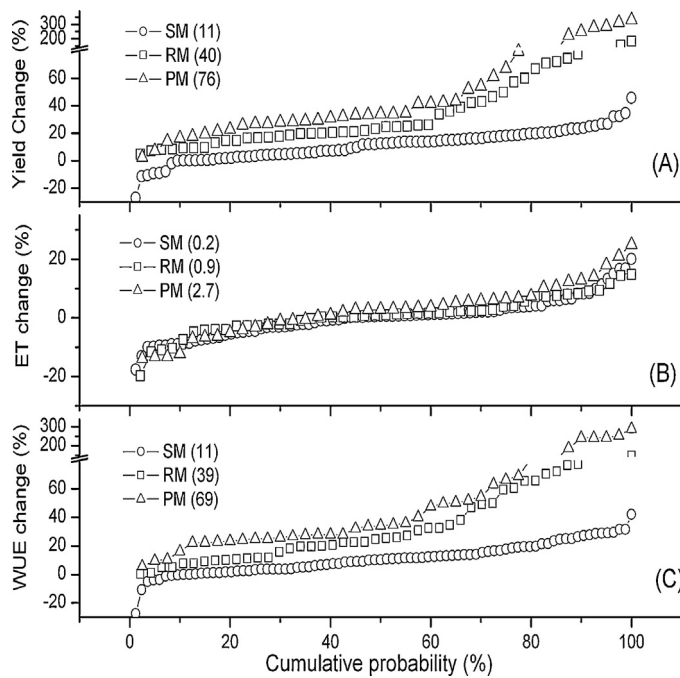 Yield Change (%)
300
200
60
40
20
0
-20
SM (11)
RM (40)
PM (76)
(A)
ET change (%)
20
0
-20
SM (0.2)
RM (0.9)
PM (2.7)
(B)
WUE change (%)
300
200
60
40
20
0
-20
SM (11)
RM (39)
PM (69)
(C)
0 20 40 60 80 100
Cumulative probability (%)